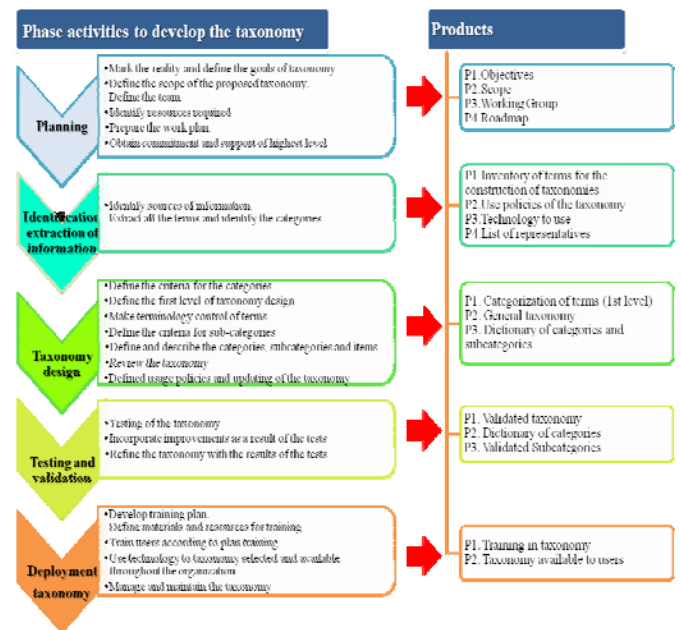 Phase activities to develop the taxonomy
Products
Planning
•Mark the reality and define the goals of taxonomy
•Define the scope of the proposed taxonomy.
Define the team.
•Identify resources required
•Prepare the work plan.
•Obtain commitment and support of highest level
P1.Objectives
P2.Scope
P3.Working Group
P4 Roadmap
Identification
extraction of
information
•Identify sources of information.
Extract all the terms and identify the categories
P1 Inventory of terms for the
construction of taxonomies
P2.Use policies of the taxonomy
P3.Technology to use
P4.List of representatives
Taxonomy
design
•Define the criteria for the categories
•Define the first level of taxonomy design
•Make terminology control of terms
•Define the criteria for sub-categories
•Define and describe the categories, subcategories and items
•Review the taxonomy
•Defined usage policies and updating of the taxonomy
P1. Categorization of terms (1st level)
P2. General taxonomy
P3. Dictionary of categories and
subcategories
Testing and
validation
•Testing of the taxonomy
•Incorporate improvements as a result of the tests
•Refine the taxonomy with the results of the tests
P1. Validated taxonomy
P2. Dictionary of categories
P3. Validated Subcategories
Deployment
taxonomy
•Develop training plan.
Define materials and resources for training
•Train users according to plan training
•Use technology to taxonomy selected and available
throughout the organization
•Manage and maintain the taxonomy
P1. Training in taxonomy
P2. Taxonomy available to users